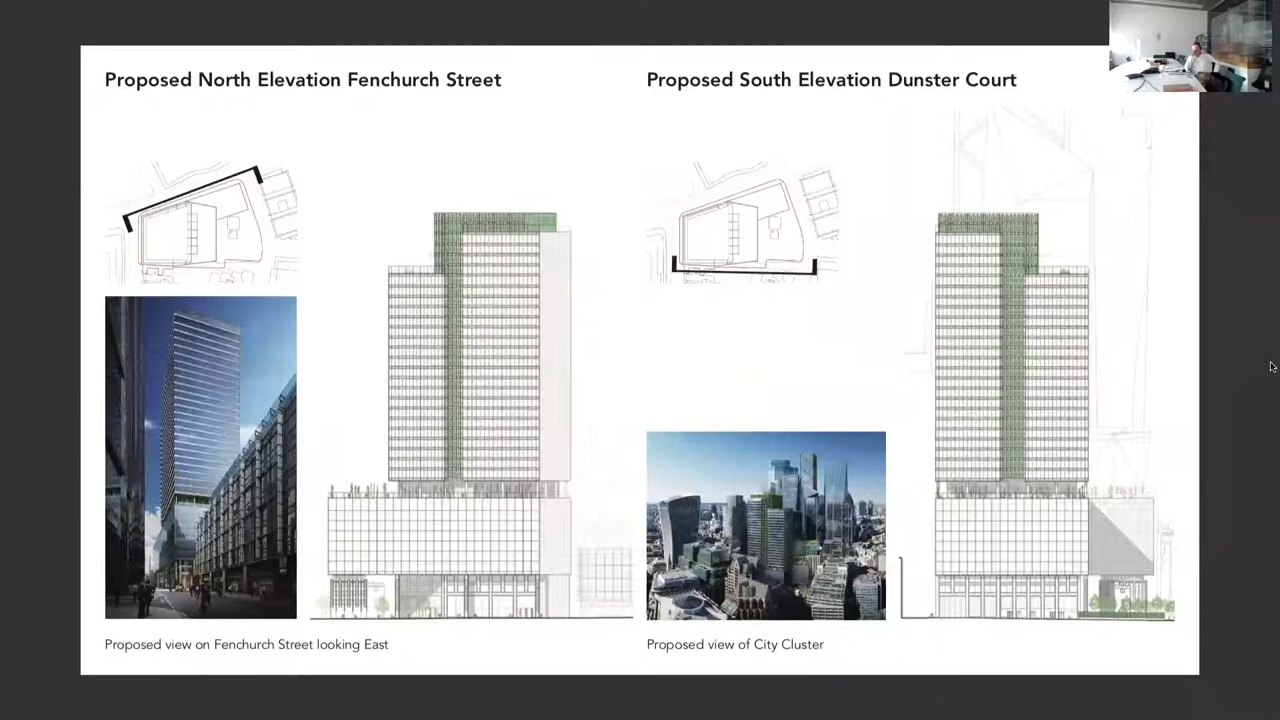 Proposed North Elevation Fenchurch Street
Proposed South Elevation Dunster Court
Proposed view on Fenchurch Street looking East
Proposed view of City Cluster